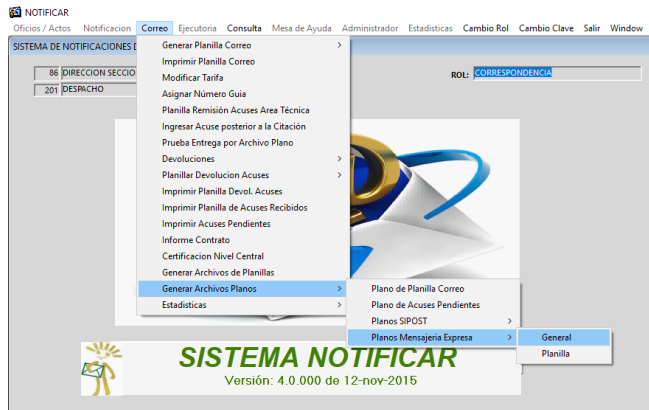 NOTIFICAR
Oficios / Actos Notificacion Correo Ejecutoria Consulta Mesa de Ayuda Administrador Estadisticas Cambio Rol Cambio Clave Salir Window
SISTEMA DE NOTIFICACIONES
86 DIRECCION SECCIO
ROL: CORRESPONDENCIA
201 DESPACHO
Generar Planilla Correo
Imprimir Planilla Correo
Modificar Tarifa
Asignar Número Guia
Planilla Remisión Acuses Area Técnica
Ingresar Acuse posterior a la Citación
Prueba Entrega por Archivo Plano
Devoluciones
Planillar Devolucion Acuses
Imprimir Planilla Devol. Acuses
Imprimir Planilla de Acuses Recibidos
Imprimir Acuses Pendientes
Informe Contrato
Certificacion Nivel Central
Generar Archivos de Planillas
Generar Archivos Planos
Estadisticas
Plano de Planilla Correo
Plano de Acuses Pendientes
Planos SIPOST
Planos Mensajeria Expresa
General
Planilla
SISTEMA NOTIFICAR
Versión: 4.0.000 de 12-nov-2015